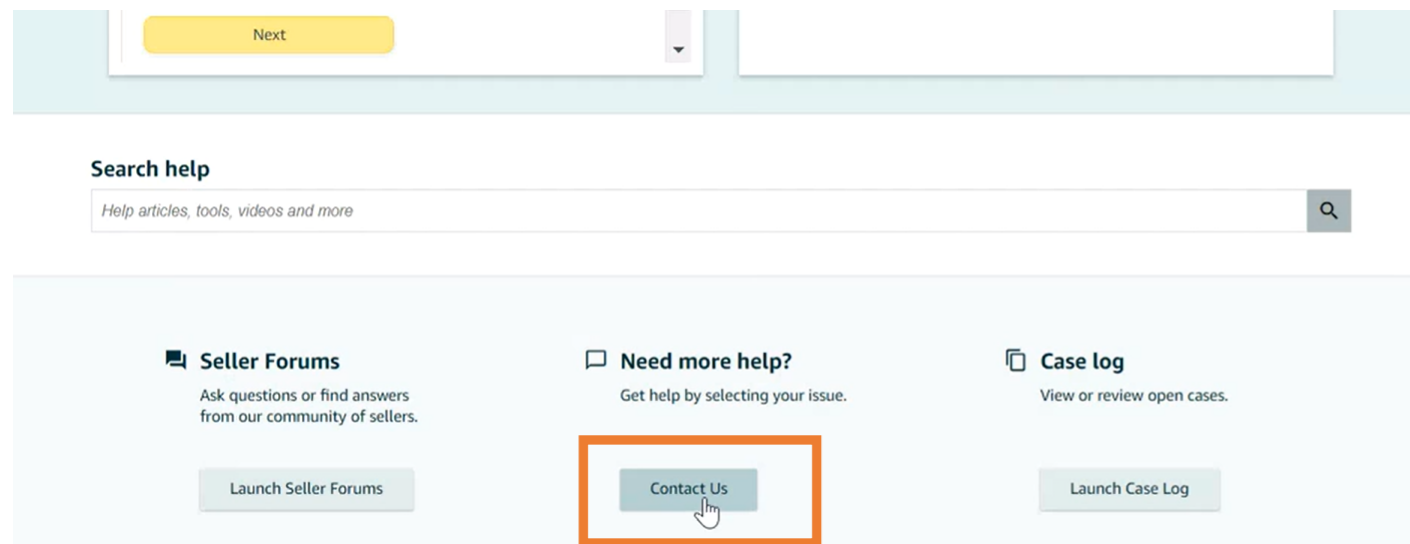 Next
Search help
Help articles, tools, videos and more
Seller Forums
Ask questions or find answers
from our community of sellers.
Launch Seller Forums
Need more help?
Get help by selecting your issue.
Contact Us
Case log
View or review open cases.
Launch Case Log